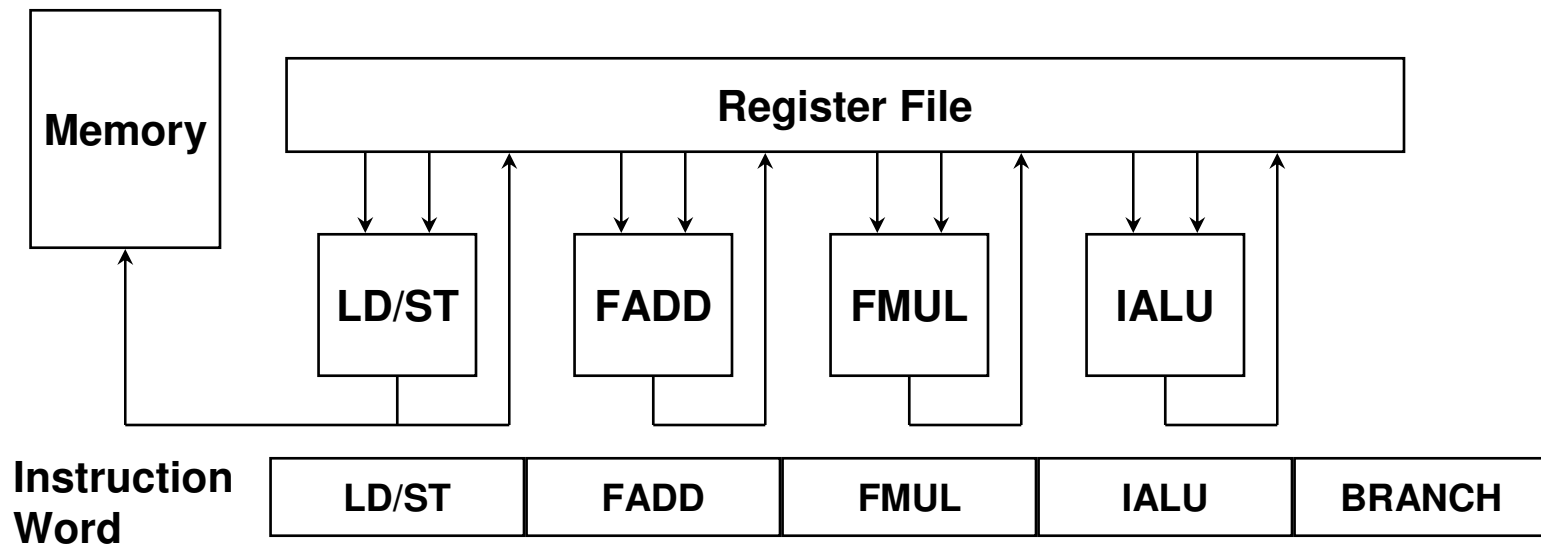 Memory
Register File
LD/ST
FADD
FMUL
IALU
Instruction
Word
LD/ST
FADD
FMUL
IALU
BRANCH